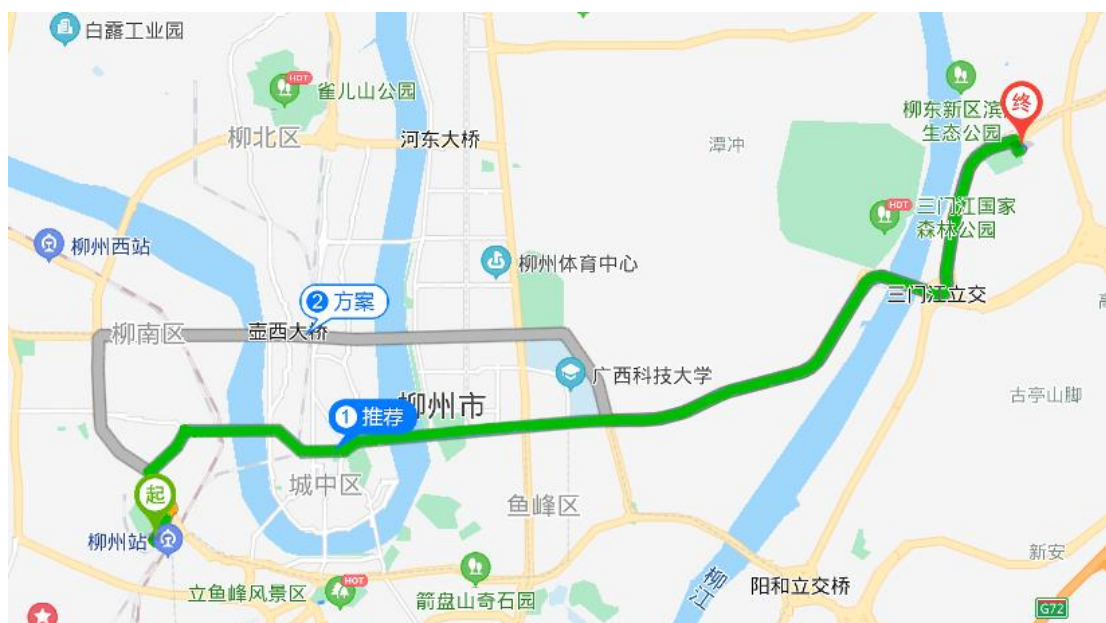 白露工业园
HOT
雀儿山公园
柳北区
河东大桥
潭冲
柳东新区滨
生态公园
终
HOT
三门江国家
森林公园
柳州西站
柳州体育中心
2 方案
三门江立交
柳南区
壶西大桥
广西科技大学
柳州市
1 推荐
古亭山脚
城中区
起
鱼峰区
柳州站
新安
立鱼峰风景区
HOT
箭盘山奇石园
柳江
阳和立交桥
G72